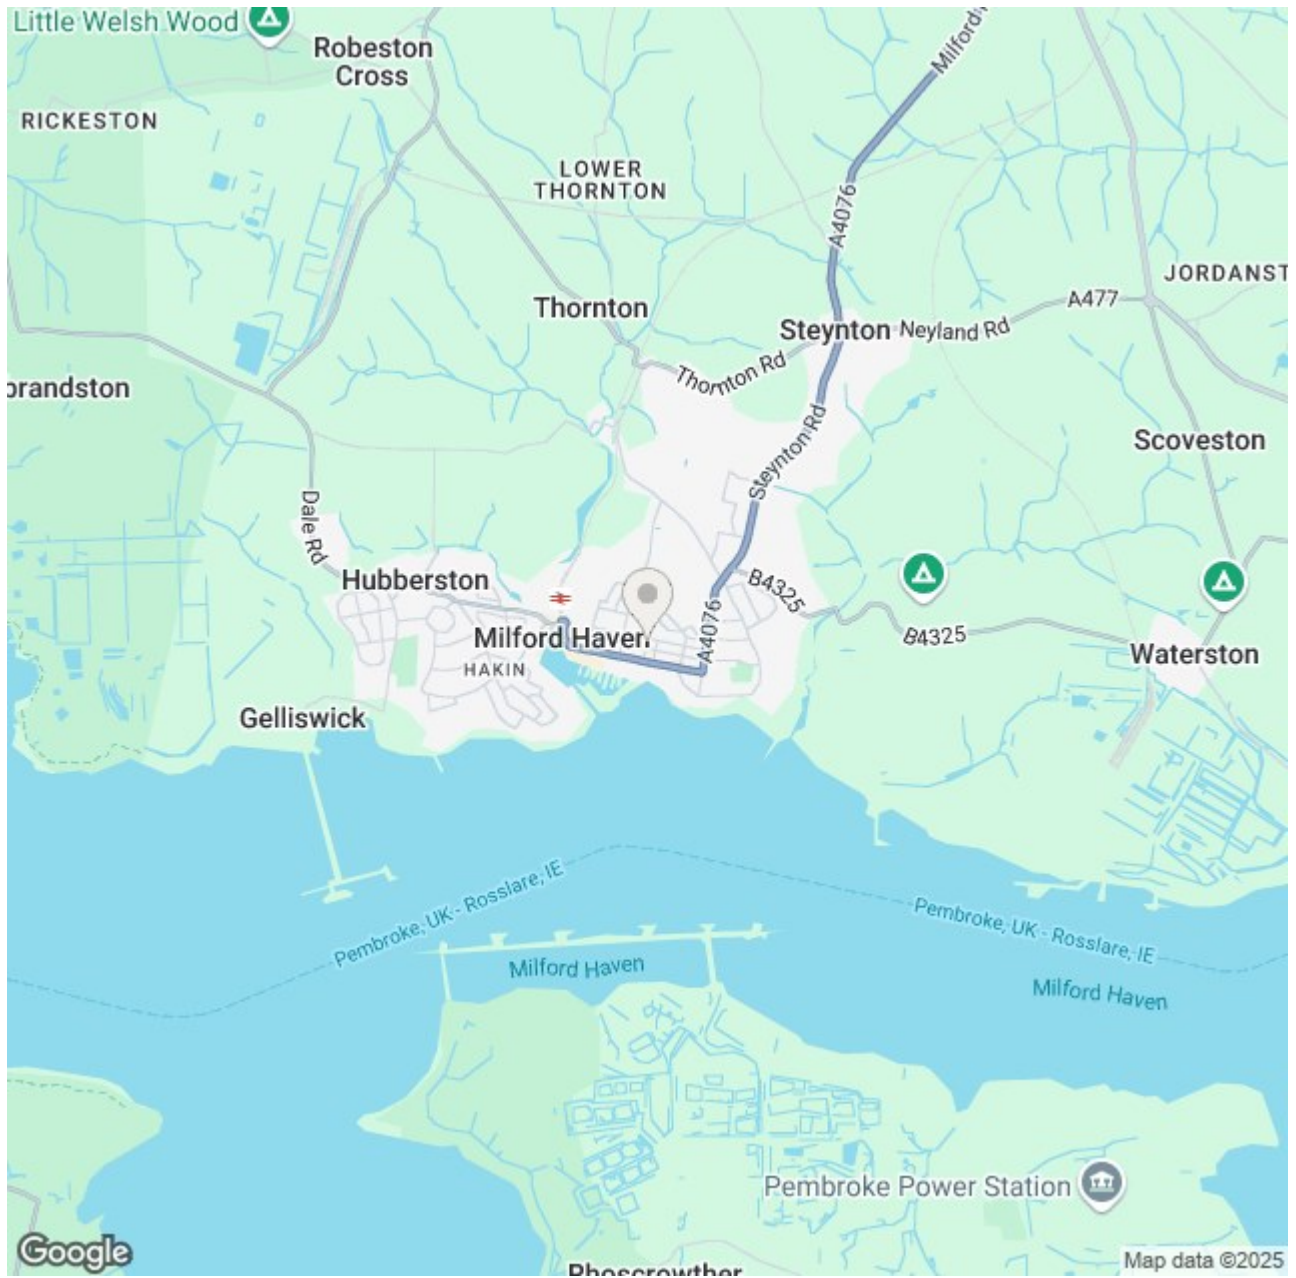 Little Welsh Wood
Robeston
Cross
Milford
RICKESTON
LOWER
THORNTON
A4076
JORDANST
A477
Thornton
Steynton
Neyland Rd
Thornton Rd
brandston
Steynton Rd
Scoveston
Dale Rd
Hubberston
B4325
A4076
B4325
Milford Haven
HAKIN
Waterston
Gelliswick
Pembroke, UK - Rosslare, IE
Pembroke, UK - Rosslare, IE
Milford Haven
Milford Haven
Pembroke Power Station
Google
Map data ©2025
Rhoscrowther